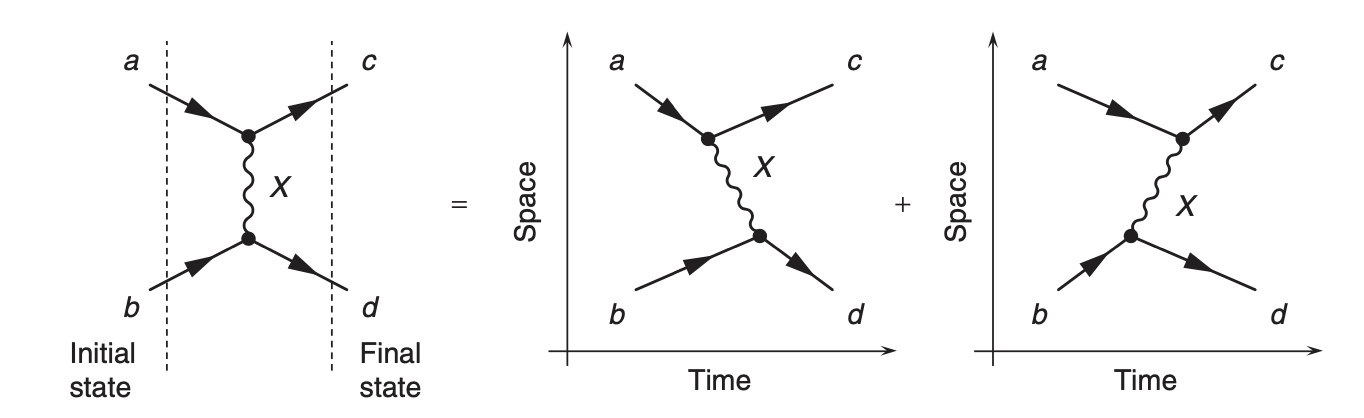 a
c
X
b
d
Initial
state
Final
state
=
Space
a
c
X
b
d
Time
+
Space
a
c
X
b
d
Time